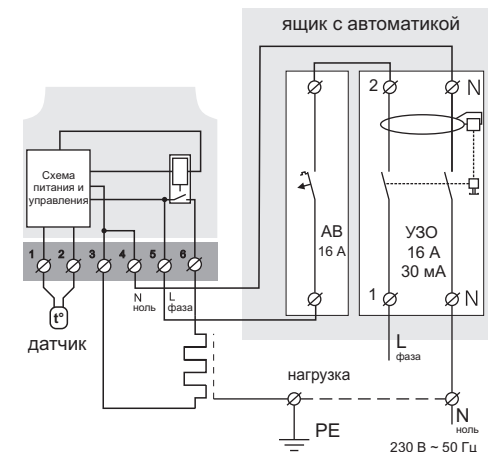 ящик с автоматикой
2
N
Схема
питания и
управления
АВ
16 А
УЗО
16 А
30 мА
1 2 3 4 5 6
N
ноль
L
фаза
1
N
t°
датчик
L
фаза
нагрузка
PE
N
ноль
230 В ~ 50 Гц